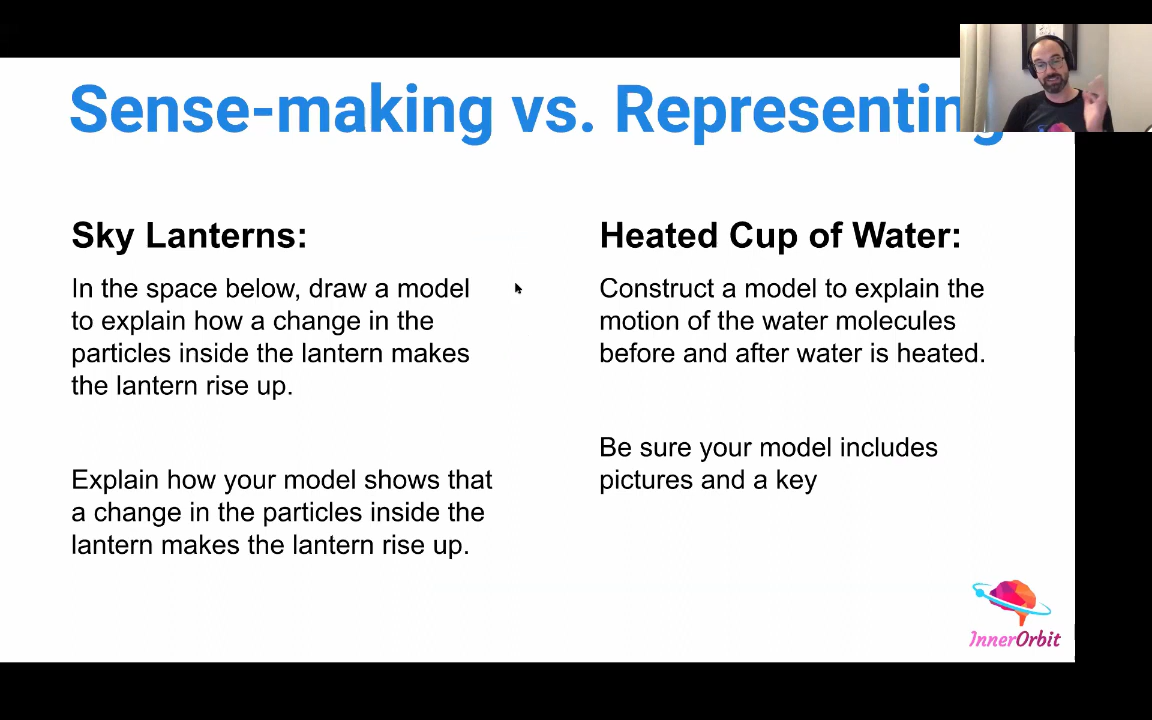 Sense-making vs. Representing
Sky Lanterns:
In the space below, draw a model
to explain how a change in the
particles inside the lantern makes
the lantern rise up.
Explain how your model shows that
a change in the particles inside the
lantern makes the lantern rise up.
Heated Cup of Water:
Construct a model to explain the
motion of the water molecules
before and after water is heated.
Be sure your model includes
pictures and a key
InnerOrbit